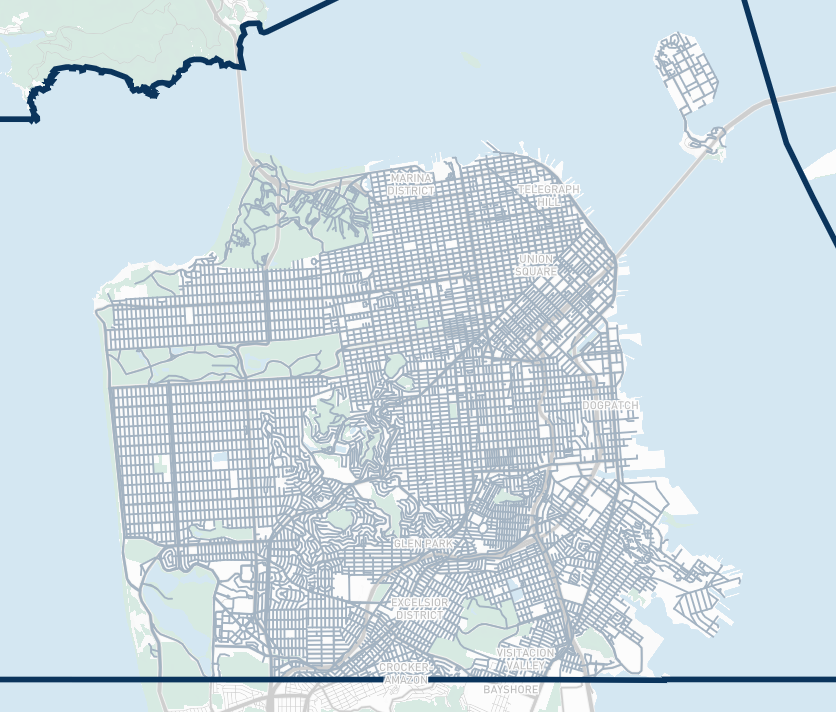 MARINA
DISTRICT
TELEGRAPH
HILL
UNION
SQUARE
DOGPATCH
GLEN PARK
EXCELSIOR
DISTRICT
VISITACION
VALLEY
CROCKER-
AMAZON
BAYSHORE